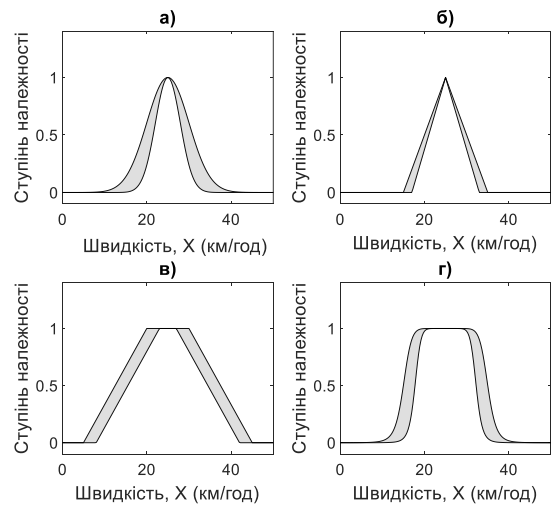 а)
Ступінь належності
1
0.5
0
0 20 40
Швидкість, X (км/год)
б)
Ступінь належності
1
0.5
0
0 20 40
Швидкість, X (км/год)
в)
Ступінь належності
1
0.5
0
0 20 40
Швидкість, X (км/год)
г)
Ступінь належності
1
0.5
0
0 20 40
Швидкість, X (км/год)